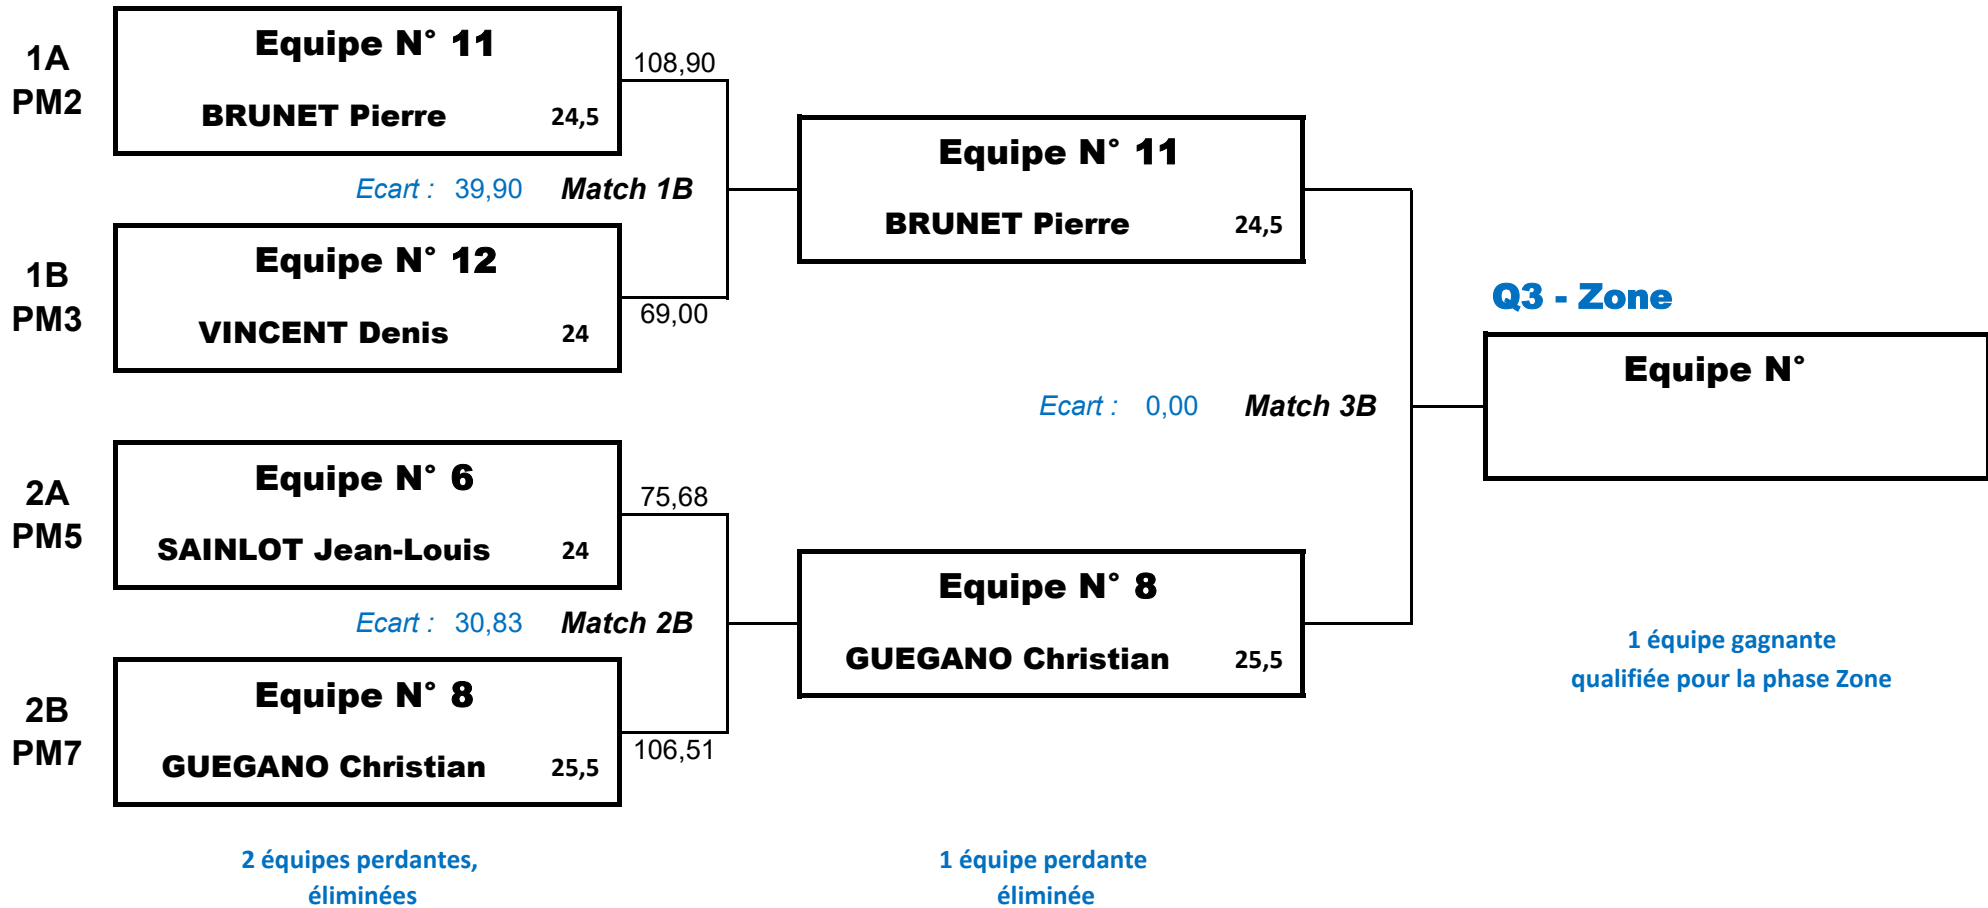 1A
PM2
Equipe N° 11
BRUNET Pierre 24,5
108,90
Ecart : 39,90 Match 1B
1B
PM3
Equipe N° 12
VINCENT Denis 24
69,00
Equipe N° 11
BRUNET Pierre 24,5
Q3 - Zone
Equipe N°
Ecart : 0,00 Match 3B
2A
PM5
Equipe N° 6
SAINLOT Jean-Louis 24
75,68
Ecart : 30,83 Match 2B
2B
PM7
Equipe N° 8
GUEGANO Christian 25,5
106,51
Equipe N° 8
GUEGANO Christian 25,5
1 équipe gagnante
qualifiée pour la phase Zone
2 équipes perdantes,
éliminées
1 équipe perdante
éliminée